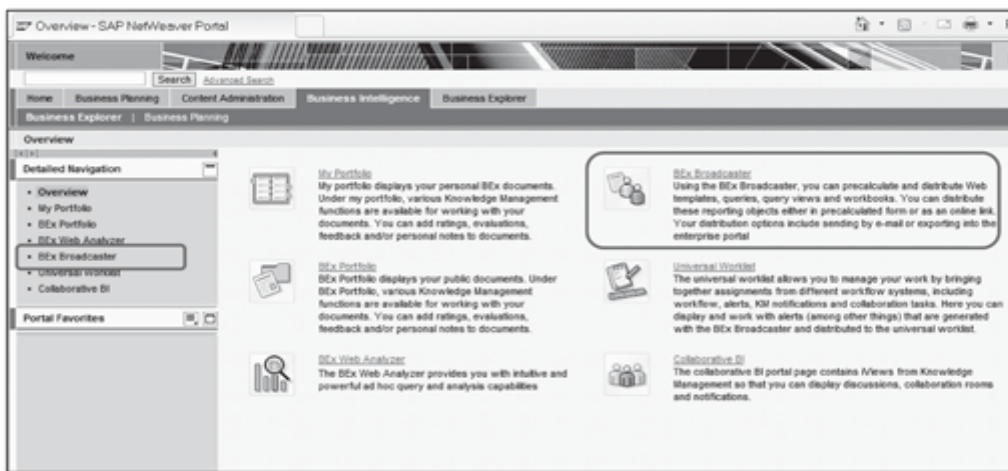 Overview - SAP NetWeaver Portal
Welcome
Search Advanced Search
Home Business Planning Content Administration Business Intelligence Business Explorer
Business Explorer | Business Planning
Overview
Detailed Navigation
• Overview
• My Portfolio
• BEx Portfolio
• BEx Web Analyzer
• BEx Broadcaster
• Universal Worklist
• Collaborative BI
Portal Favorites
My Portfolio
My portfolio displays your personal BEx documents.
Under my portfolio, various Knowledge Management
functions are available for working with your
documents. You can add ratings, evaluations,
feedback and/or personal notes to documents.
BEx Broadcaster
Using the BEx Broadcaster, you can precalculate and distribute Web
templates, queries, query views and workbooks. You can distribute
these reporting objects either in precalculated form or as an online link.
Your distribution options include sending by e-mail or exporting into the
enterprise portal
BEx Portfolio
BEx Portfolio displays your public documents. Under
BEx Portfolio, various Knowledge Management
functions are available for working with your
documents. You can add ratings, evaluations,
feedback and/or personal notes to documents.
Universal Worklist
The universal worklist allows you to manage your work by bringing
together assignments from different workflow systems, including
workflow, alerts, KM notifications and collaboration tasks. Here you can
display and work with alerts (among other things) that are generated
with the BEx Broadcaster and distributed to the universal worklist.
BEx Web Analyzer
The BEx Web Analyzer provides you with intuitive and
powerful ad hoc query and analysis capabilities
Collaborative BI
The collaborative BI portal page contains iViews from Knowledge
Management so that you can display discussions, collaboration rooms
and notifications.